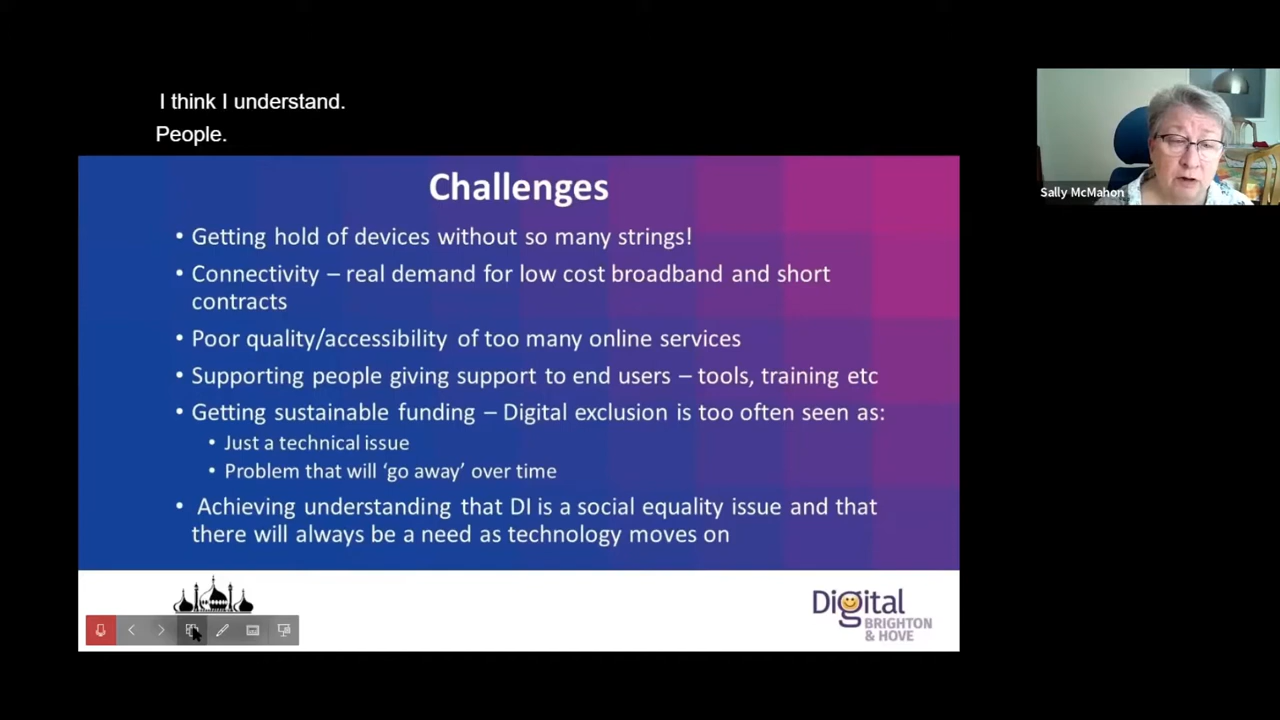 I think I understand.
People.
Challenges
• Getting hold of devices without so many strings!
• Connectivity – real demand for low cost broadband and short
contracts
• Poor quality/accessibility of too many online services
• Supporting people giving support to end users – tools, training etc
• Getting sustainable funding – Digital exclusion is too often seen as:
• Just a technical issue
• Problem that will ‘go away’ over time
• Achieving understanding that DI is a social equality issue and that
there will always be a need as technology moves on
Digital
BRIGHTON
& HOVE
Sally McMahon